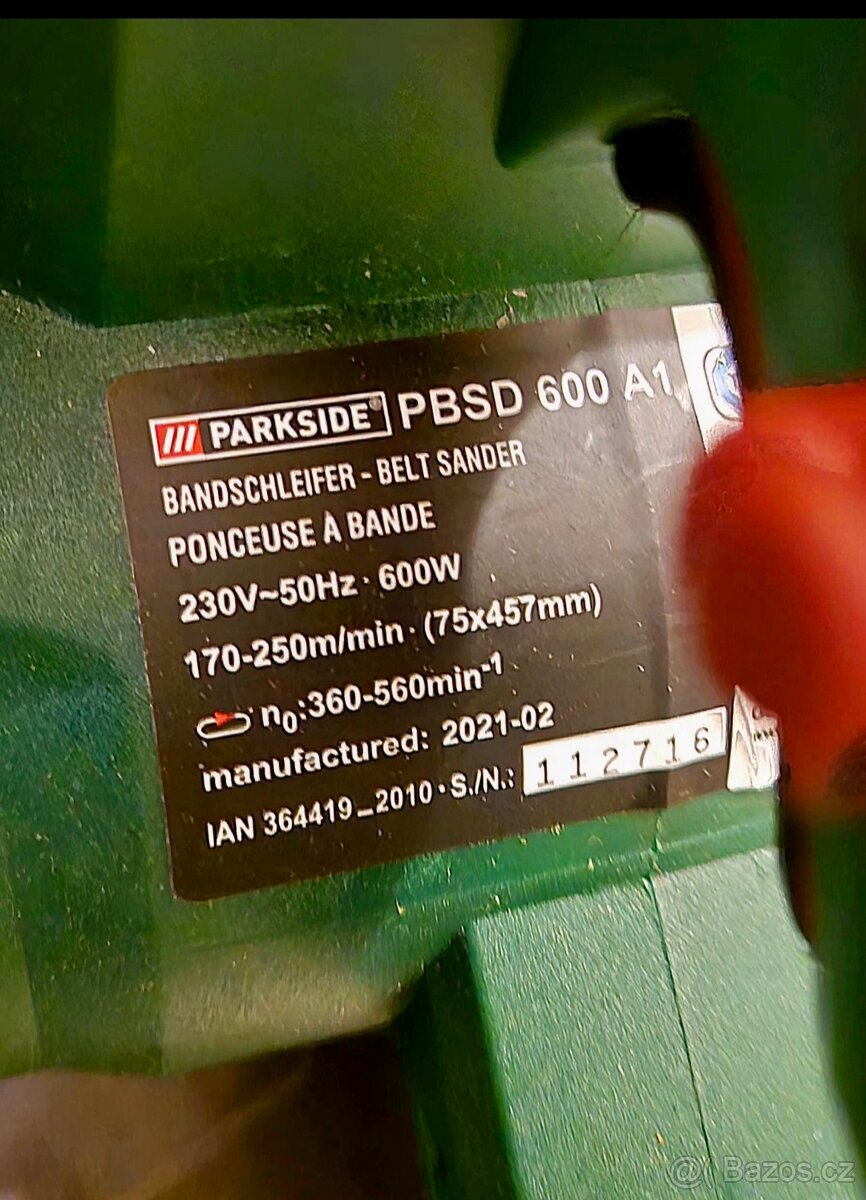 PARKSIDE® PBSD 600 A1
BANDSCHLEIFER - BELT SANDER
PONCEUSE À BANDE
230V~50Hz · 600W
170-250m/min · (75x457mm)
n0:360-560min-1
manufactured: 2021-02
IAN 364419_2010 · S./N.: 112716
@ Bazos.cz